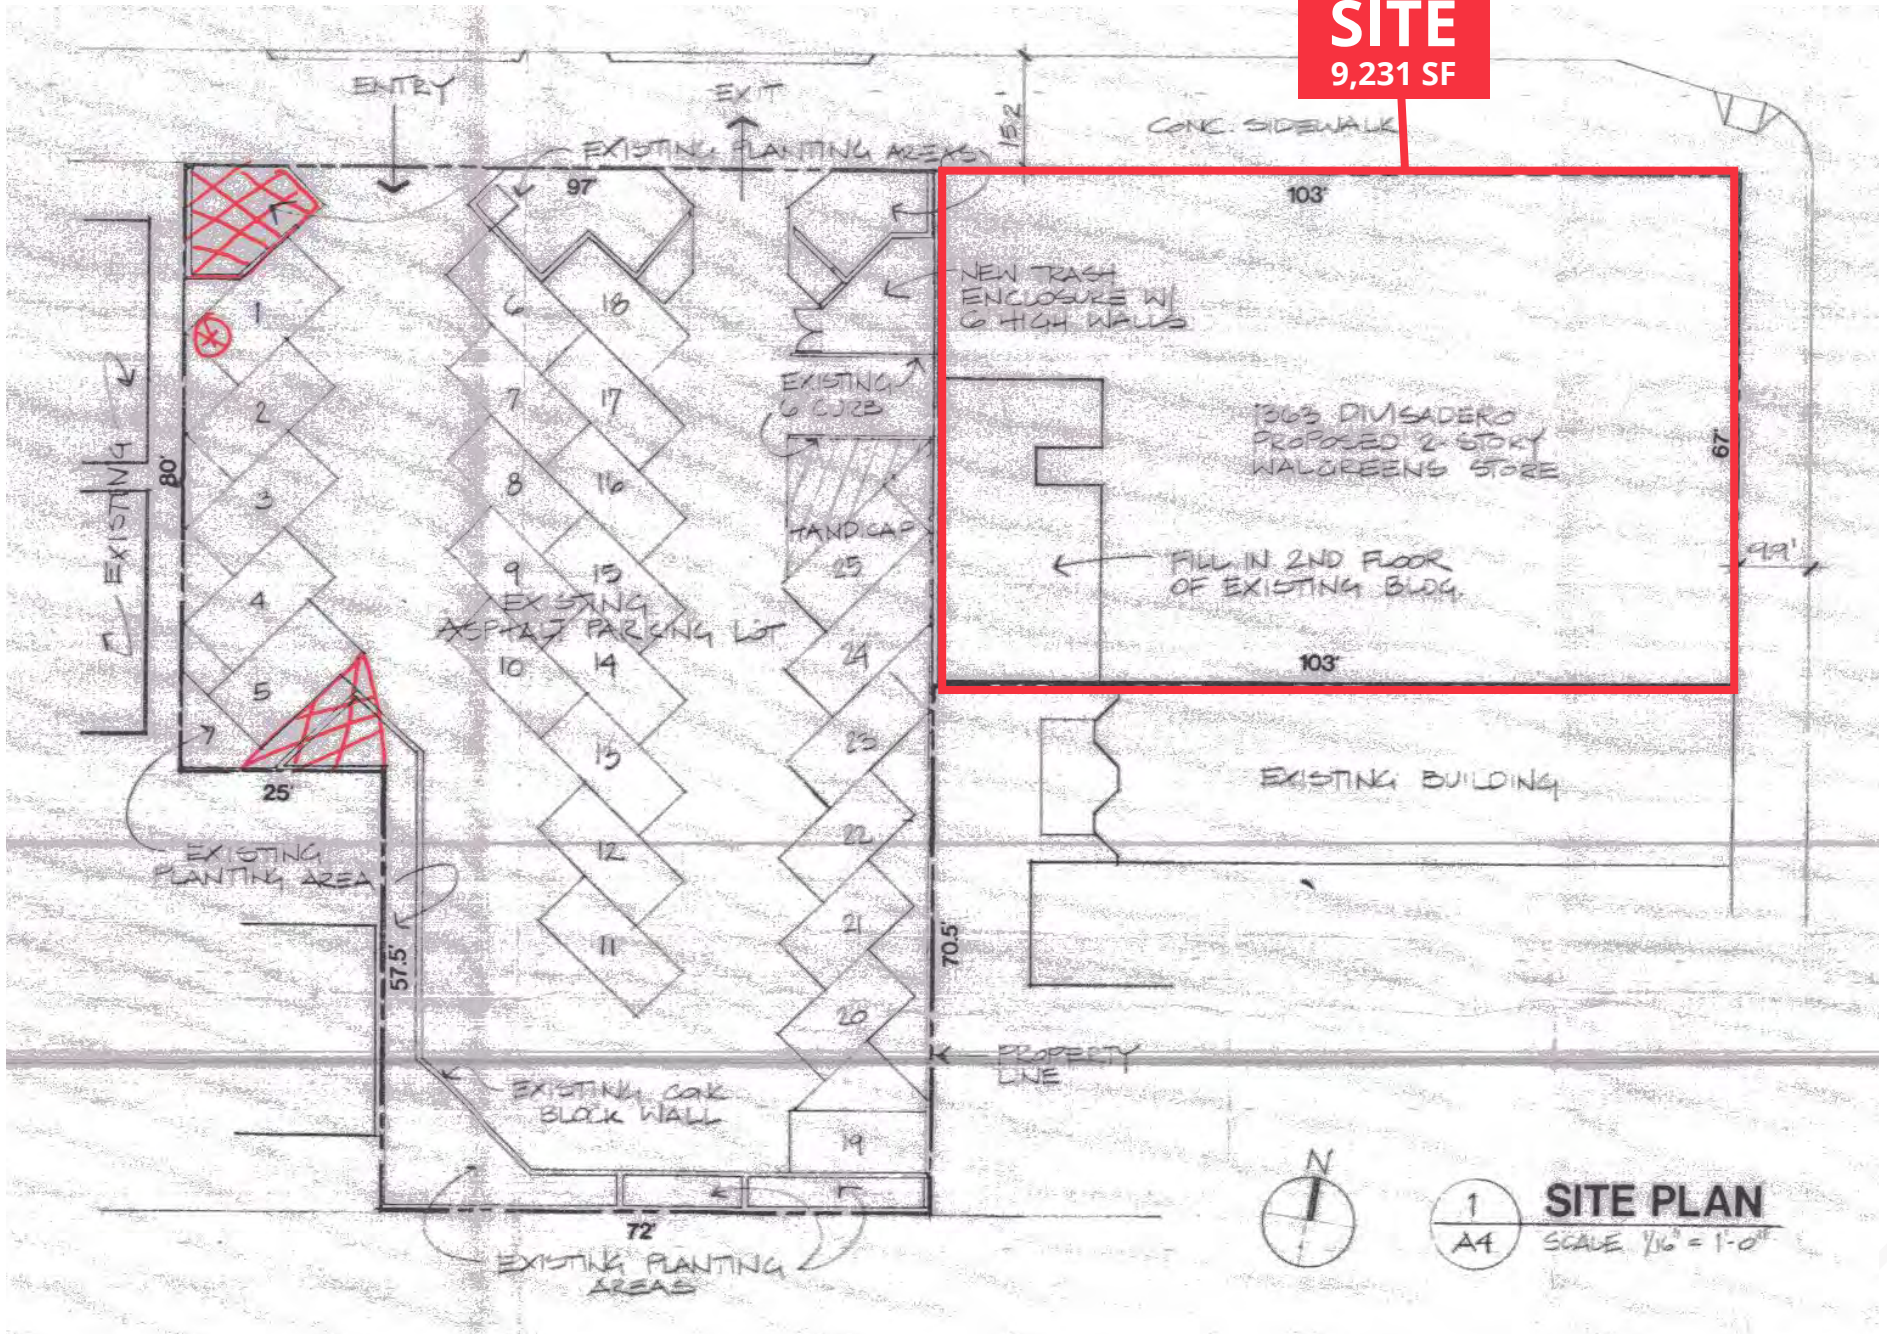 SITE
9,231 SF
ENTRY
EXIT
15.2'
CONC. SIDEWALK
EXISTING PLANTING AREAS
97'
103'
1
6
18
NEW TRASH
ENCLOSURE W/
6' HIGH WALLS
2
7
17
EXISTING
6" CURB
1363 DIVISADERO
PROPOSED 2-STORY
WALGREENS STORE
67'
80'
EXISTING
3
8
16
HANDICAP
25
9
15
FILL IN 2ND FLOOR
OF EXISTING BLDG.
9.9'
4
EXISTING
ASPHALT PARKING LOT
10
14
24
103'
5
23
13
25'
EXISTING BUILDING
22
12
EXISTING
PLANTING AREA
21
11
57.5'
70.5'
20
PROPERTY
LINE
EXISTING CONC
BLOCK WALL
19
72'
EXISTING PLANTING
AREAS
N
1
A4
SITE PLAN
SCALE 1/16" = 1'-0"